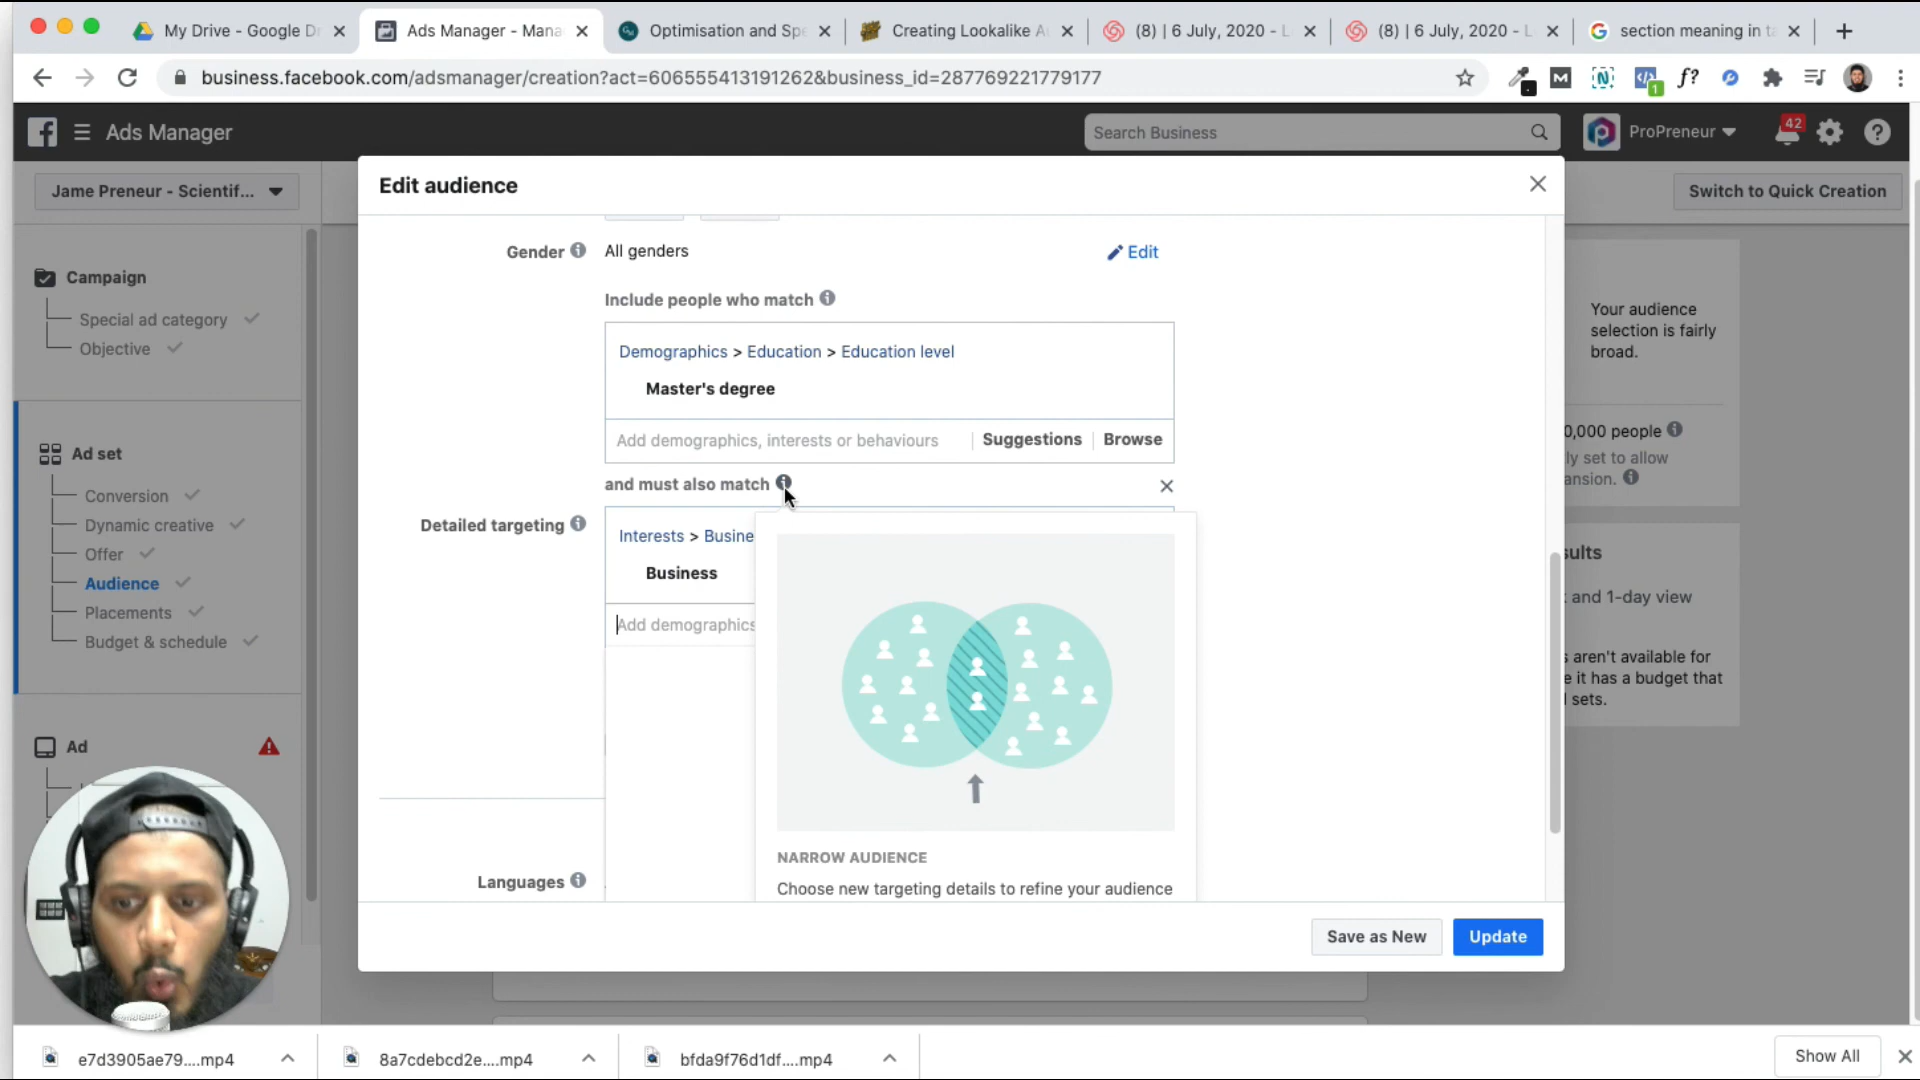 My Drive - Google Dr
Ads Manager - Mana
Optimisation and Spe
Creating Lookalike A
(8) | 6 July, 2020 - L
(8) | 6 July, 2020 - L
section meaning in ta
business.facebook.com/adsmanager/creation?act=606555413191262&business_id=287769221779177
M
f?
1
Ads Manager
Search Business
ProPreneur
42
Jame Preneur - Scientif...
Switch to Quick Creation
Edit audience
Campaign
Special ad category
Objective
Ad set
Conversion
Dynamic creative
Offer
Audience
Placements
Budget & schedule
Ad
Gender
All genders
Edit
Include people who match
Demographics > Education > Education level
Master's degree
Add demographics, interests or behaviours
Suggestions
Browse
and must also match
Detailed targeting
Interests > Busine
Business
Add demographics
NARROW AUDIENCE
Choose new targeting details to refine your audience
Languages
Save as New
Update
Your audience
selection is fairly
broad.
0,000 people
ly set to allow
ansion.
sults
and 1-day view
s aren't available for
e it has a budget that
l sets.
e7d3905ae79....mp4
8a7cdebcd2e....mp4
bfda9f76d1df....mp4
Show All